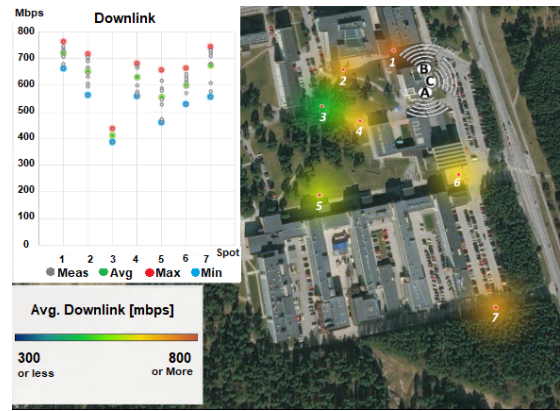 Mbps
Downlink
800
700
600
500
400
300
200
100
0
1 2 3 4 5 6 7 Spot
Meas Avg Max Min
Avg. Downlink [mbps]
300 800
or less or More
1
B
2
C
A
3
4
6
5
7